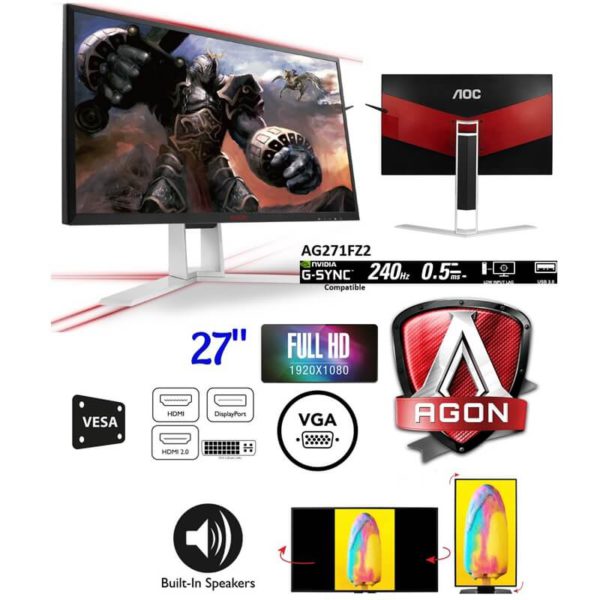 AOC
AG271FZ2
NVIDIA
G-SYNC
Compatible
240Hz
0.5ms
LOW INPUT LAG
USB 3.0
27"
FULL HD
1920X1080
AGON
VESA
HDMI
DisplayPort
HDMI 2.0
VGA
Built-In Speakers